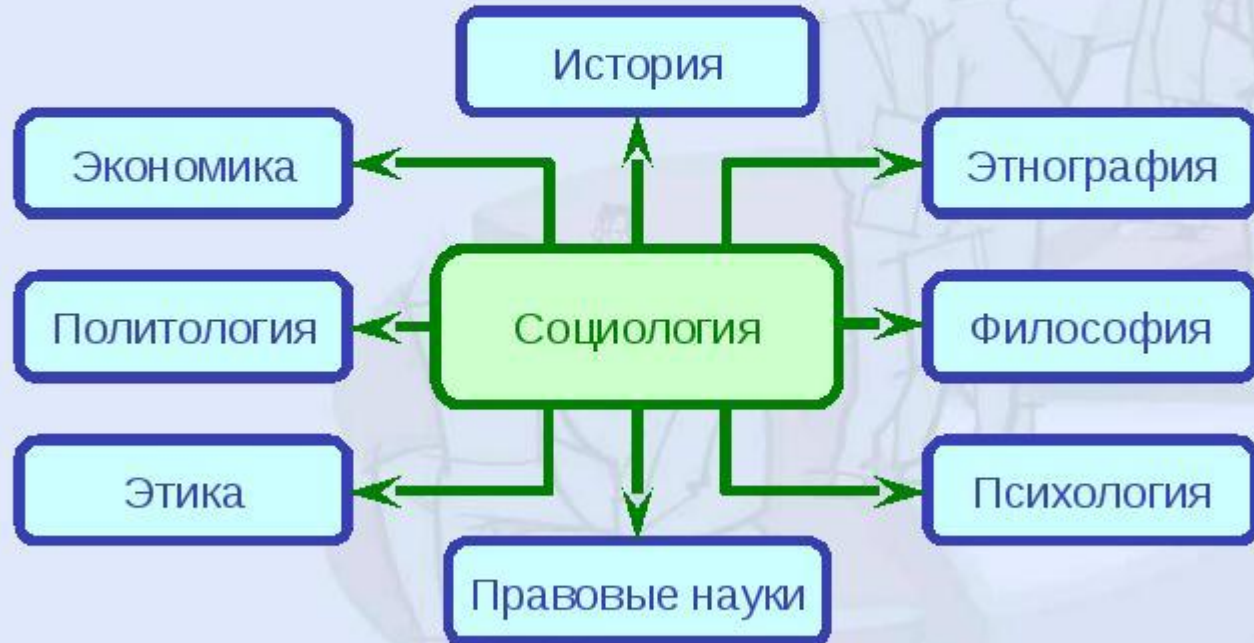 История
Экономика
Этнография
Политология
Социология
Философия
Этика
Психология
Правовые науки